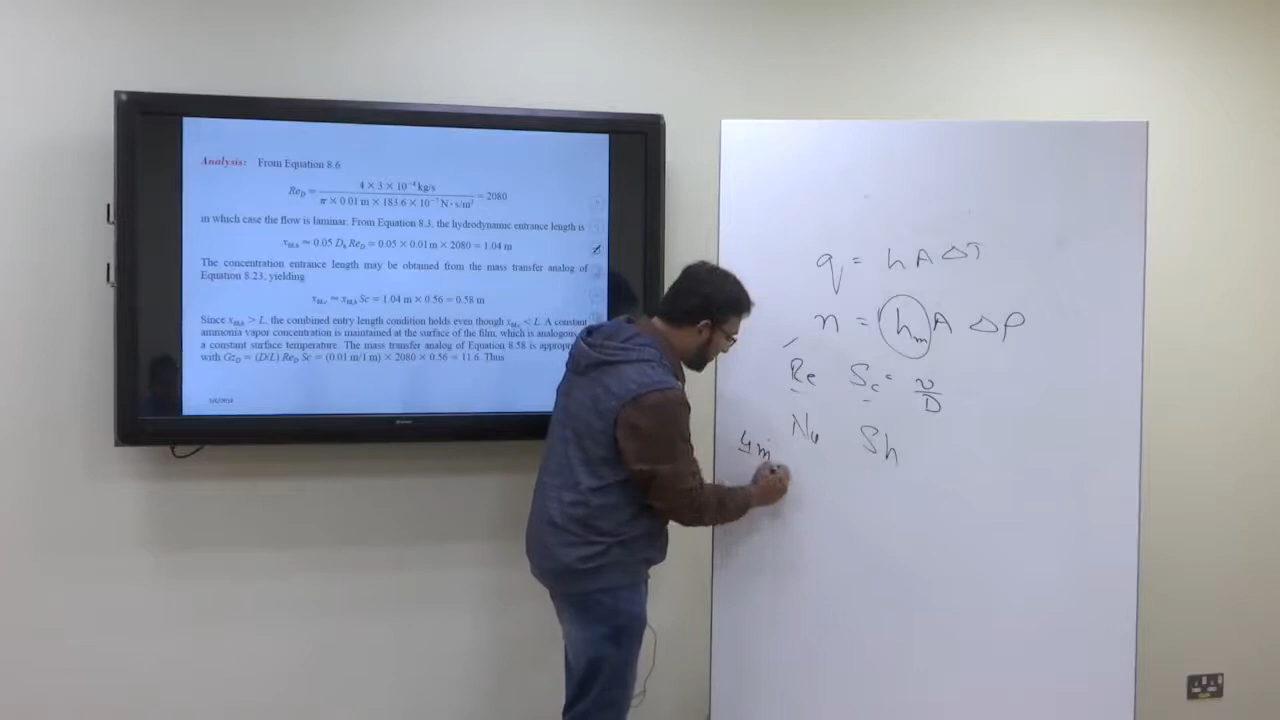 Analysis: From Equation 8.6
Re_D = 4 × 3 × 10⁻⁴ kg/s / π × 0.01 m × 183.6 × 10⁻⁷ N·s/m² = 2080
in which case the flow is laminar. From Equation 8.3, the hydrodynamic entrance length is
x_fd,h ≈ 0.05 D_h Re_D = 0.05 × 0.01 m × 2080 = 1.04 m
The concentration entrance length may be obtained from the mass transfer analog of
Equation 8.23, yielding
x_fd,c ≈ x_fd,h Sc = 1.04 m × 0.56 = 0.58 m
Since x_fd,h > L, the combined entry length condition holds even though x_fd,c < L. A constant
ammonia vapor concentration is maintained at the surface of the film, which is analogous
a constant surface temperature. The mass transfer analog of Equation 8.58 is approp
with Gz_D = (D/L) Re_D Sc = (0.01 m/1 m) × 2080 × 0.56 = 11.6. Thus
q = hAΔT
n = h_m A Δρ
Re Sc = ν/D
Nu Sh
4ṁ